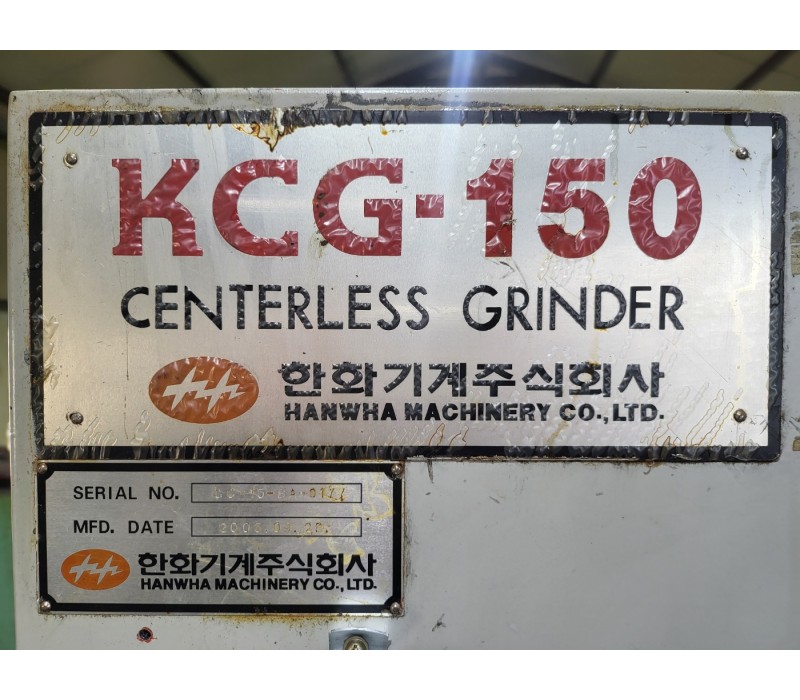 KCG-150
CENTERLESS GRINDER
한화기계주식회사
HANWHA MACHINERY CO.,LTD.
SERIAL NO.
MFD. DATE
한화기계주식회사
HANWHA MACHINERY CO., LTD.